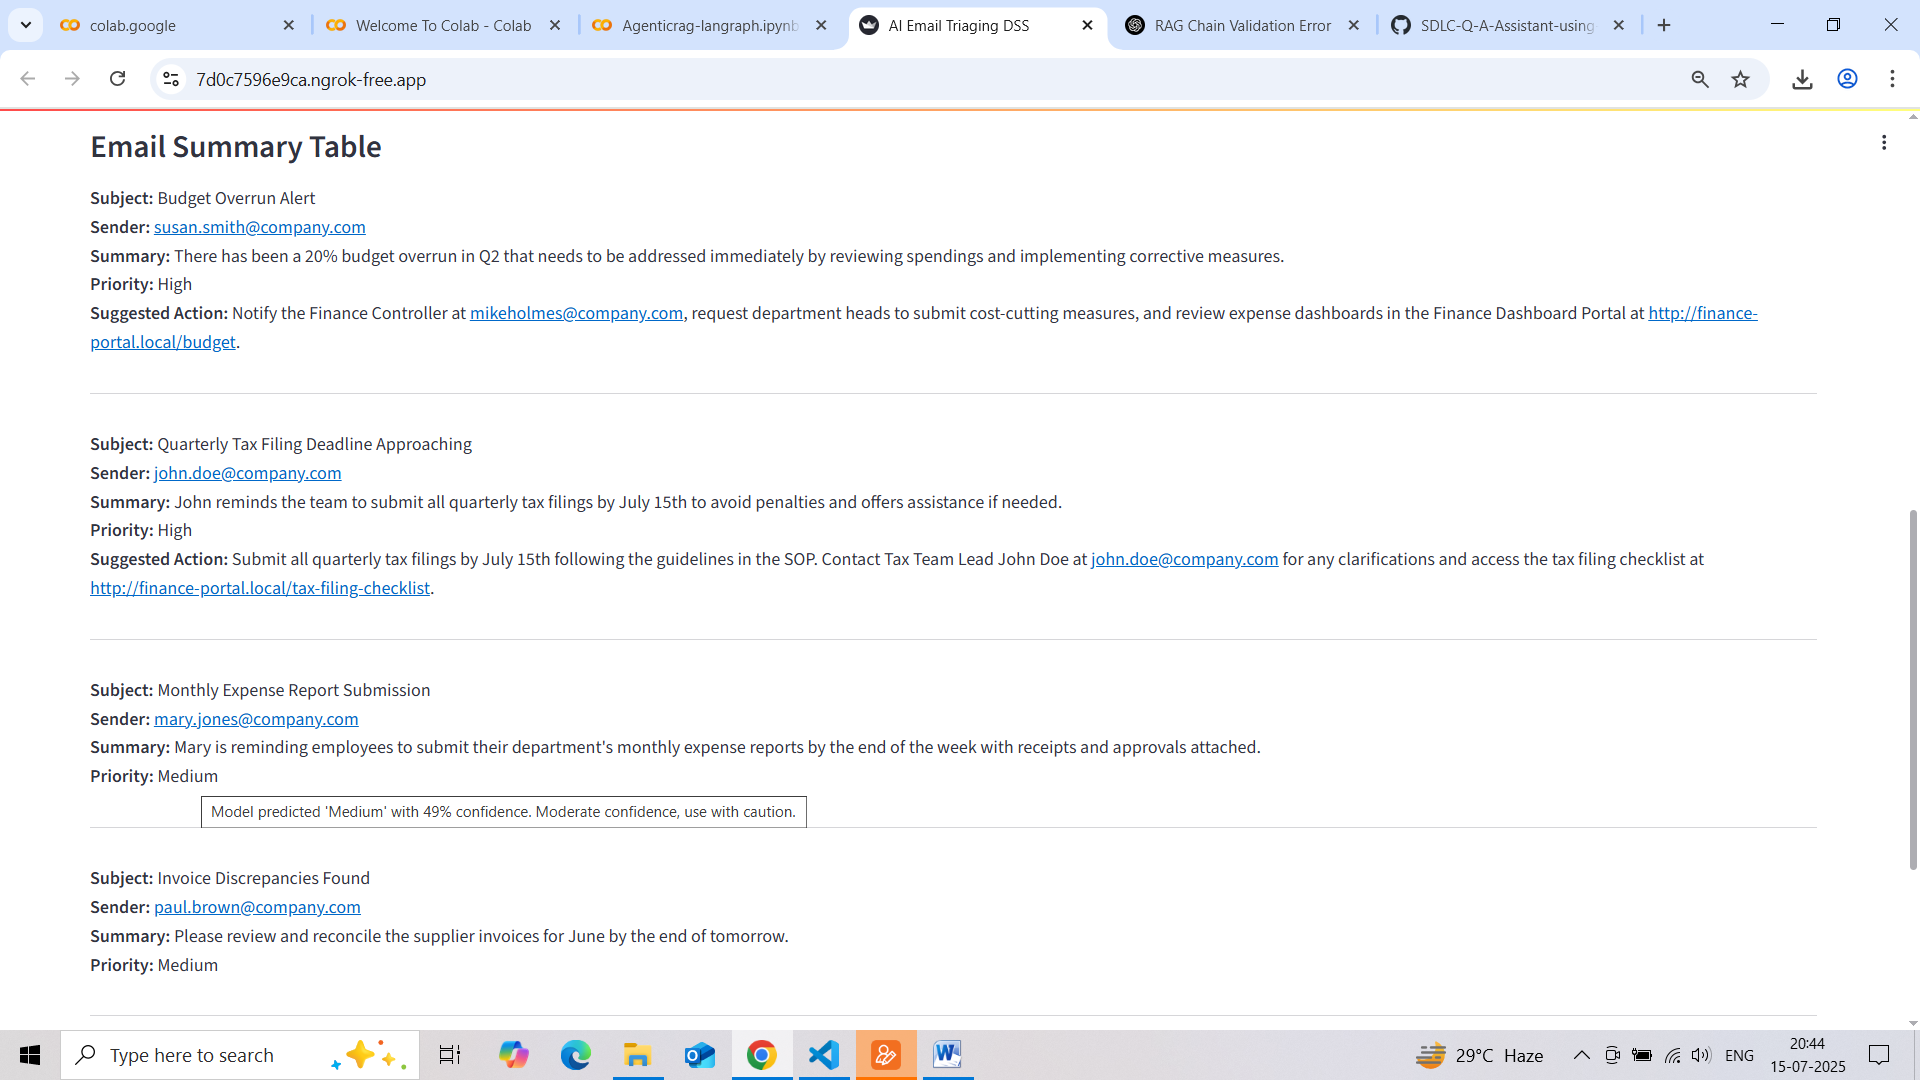 colab.google
Welcome To Colab - Colab
Agenticrag-langraph.ipynb
AI Email Triaging DSS
RAG Chain Validation Error
SDLC-Q-A-Assistant-using
7d0c7596e9ca.ngrok-free.app
Email Summary Table
Subject: Budget Overrun Alert
Sender: susan.smith@company.com
Summary: There has been a 20% budget overrun in Q2 that needs to be addressed immediately by reviewing spendings and implementing corrective measures.
Priority: High
Suggested Action: Notify the Finance Controller at mikeholmes@company.com, request department heads to submit cost-cutting measures, and review expense dashboards in the Finance Dashboard Portal at http://finance-
portal.local/budget.
Subject: Quarterly Tax Filing Deadline Approaching
Sender: john.doe@company.com
Summary: John reminds the team to submit all quarterly tax filings by July 15th to avoid penalties and offers assistance if needed.
Priority: High
Suggested Action: Submit all quarterly tax filings by July 15th following the guidelines in the SOP. Contact Tax Team Lead John Doe at john.doe@company.com for any clarifications and access the tax filing checklist at
http://finance-portal.local/tax-filing-checklist.
Subject: Monthly Expense Report Submission
Sender: mary.jones@company.com
Summary: Mary is reminding employees to submit their department's monthly expense reports by the end of the week with receipts and approvals attached.
Priority: Medium
Model predicted 'Medium' with 49% confidence. Moderate confidence, use with caution.
Subject: Invoice Discrepancies Found
Sender: paul.brown@company.com
Summary: Please review and reconcile the supplier invoices for June by the end of tomorrow.
Priority: Medium
Type here to search
29°C Haze
ENG
20:44
15-07-2025